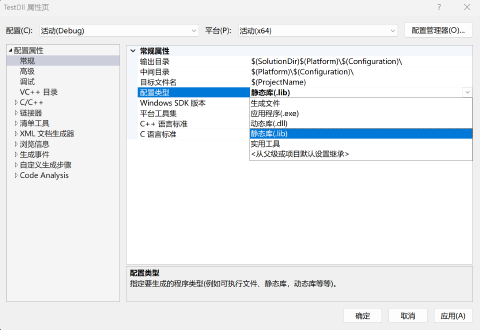 TestDll 属性页
配置(C): 活动(Debug) 平台(P): 活动(x64) 配置管理器(O)...
配置属性
常规
高级
调试
VC++ 目录
C/C++
链接器
清单工具
XML 文档生成器
浏览信息
生成事件
自定义生成步骤
Code Analysis
常规属性
输出目录 $(SolutionDir)$(Platform)\$(Configuration)\
中间目录 $(Platform)\$(Configuration)\
目标文件名 $(ProjectName)
配置类型 静态库(.lib)
Windows SDK 版本
平台工具集
C++ 语言标准
C 语言标准
生成文件
应用程序(.exe)
动态库(.dll)
静态库(.lib)
实用工具
<从父级或项目默认设置继承>
配置类型
指定要生成的程序类型(例如可执行文件、静态库、动态库等等)。
确定 取消 应用(A)